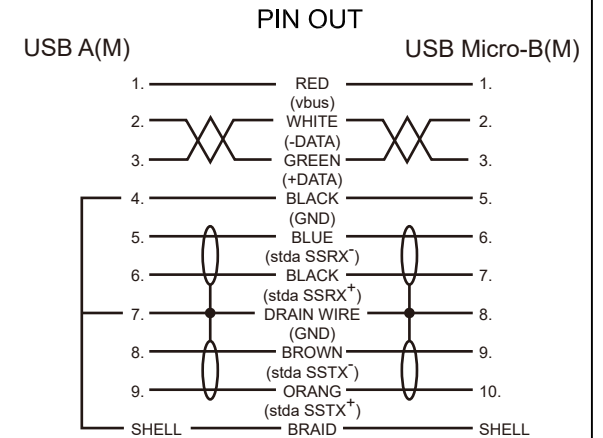 PIN OUT
USB A(M) USB Micro-B(M)
1. RED 1.
(vbus)
2. WHITE 2.
(-DATA)
3. GREEN 3.
(+DATA)
4. BLACK 5.
(GND)
5. BLUE 6.
(stda SSRX-)
6. BLACK 7.
(stda SSRX+)
7. DRAIN WIRE 8.
(GND)
8. BROWN 9.
(stda SSTX-)
9. ORANG 10.
(stda SSTX+)
SHELL BRAID SHELL